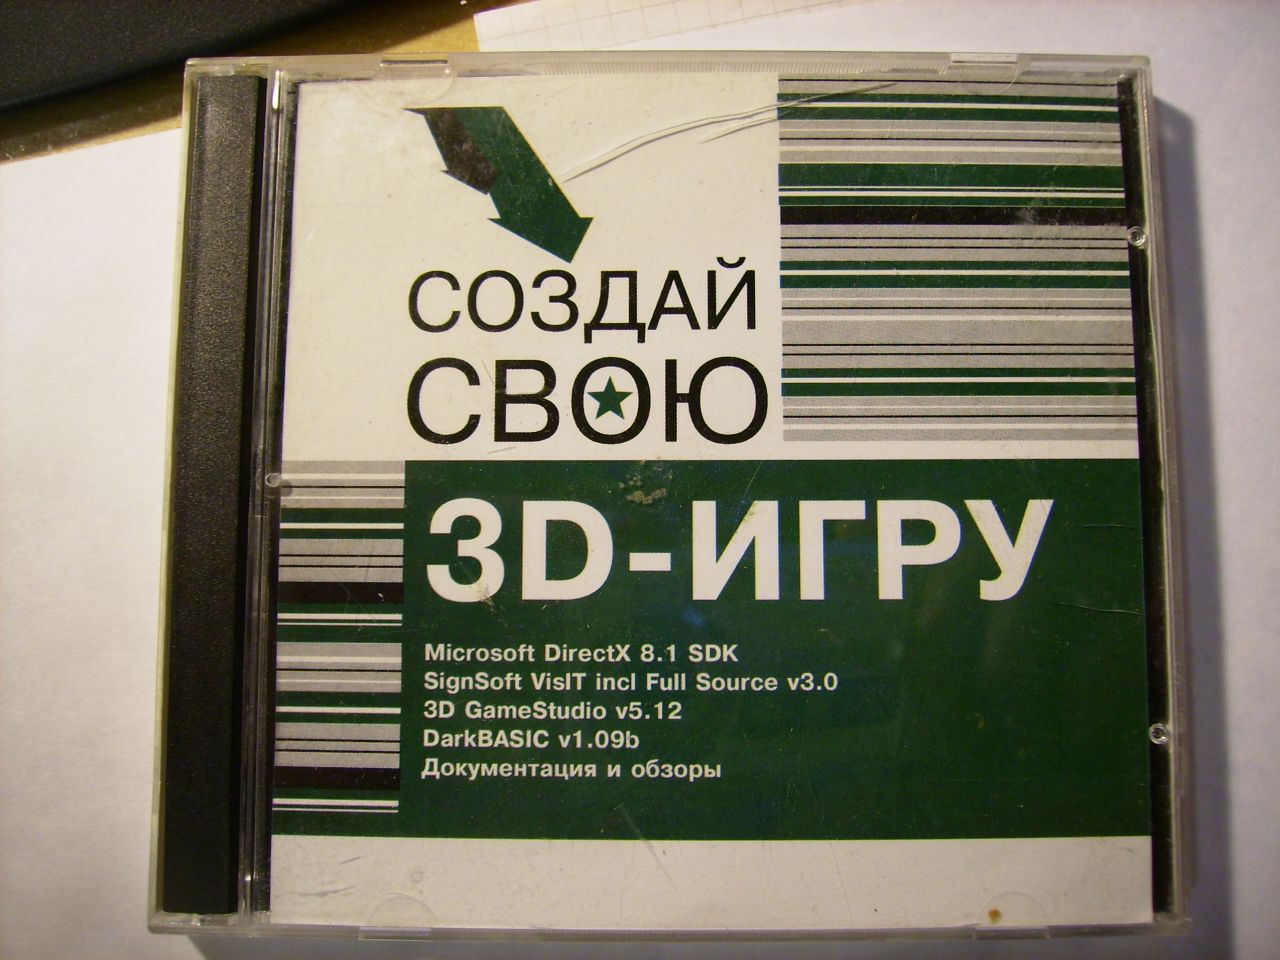 СОЗДАЙ
СВОЮ
3D-ИГРУ
Microsoft DirectX 8.1 SDK
SignSoft VisIT incl Full Source v3.0
3D GameStudio v5.12
DarkBASIC v1.09b
Документация и обзоры